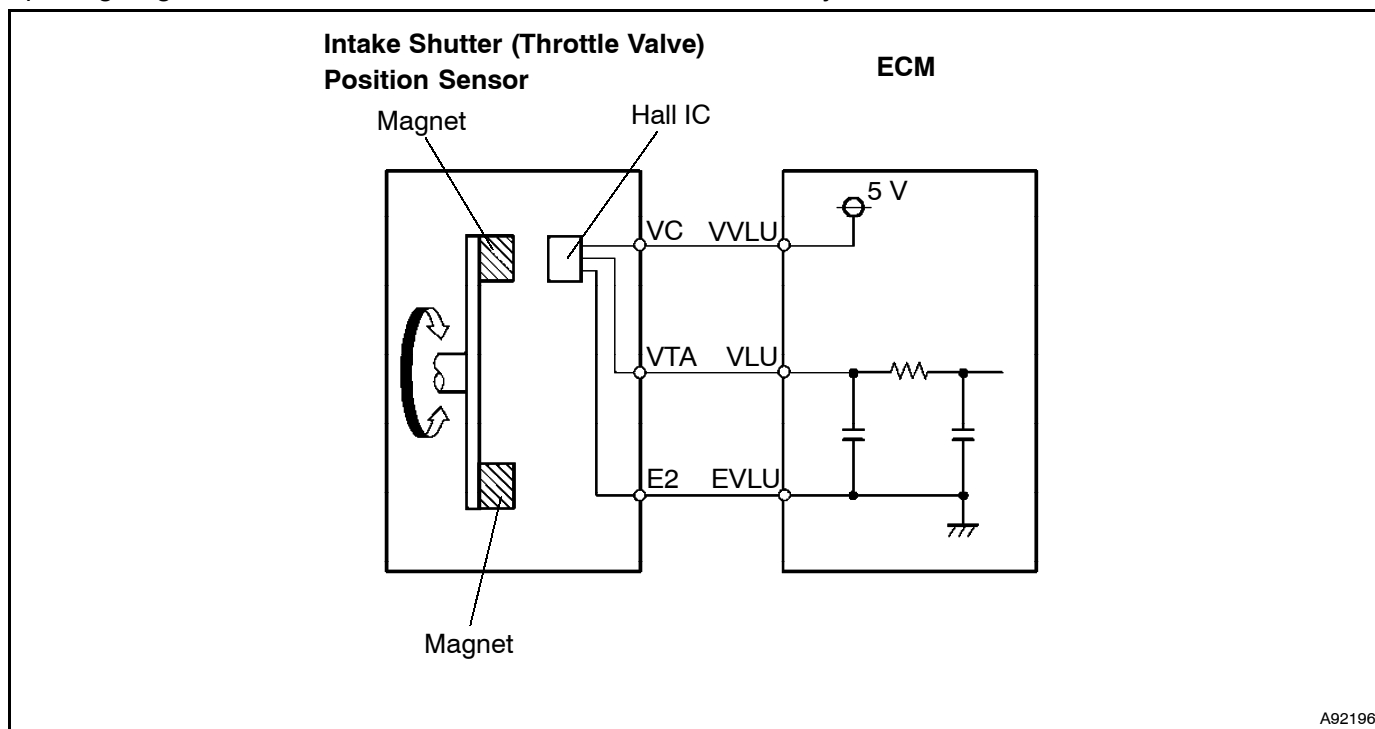 Intake Shutter (Throttle Valve)
Position Sensor
ECM
Magnet
Hall IC
5 V
VC VVLU
VTA VLU
E2 EVLU
Magnet
A92196